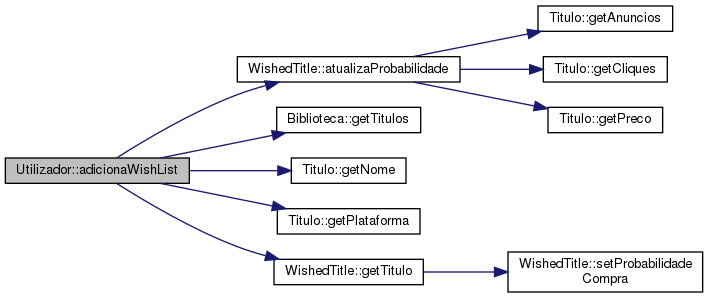 Utilizador::adicionaWishList
WishedTitle::atualizaProbabilidade
Titulo::getAnuncios
Titulo::getCliques
Titulo::getPreco
Biblioteca::getTitulos
Titulo::getNome
Titulo::getPlataforma
WishedTitle::getTitulo
WishedTitle::setProbabilidade
Compra